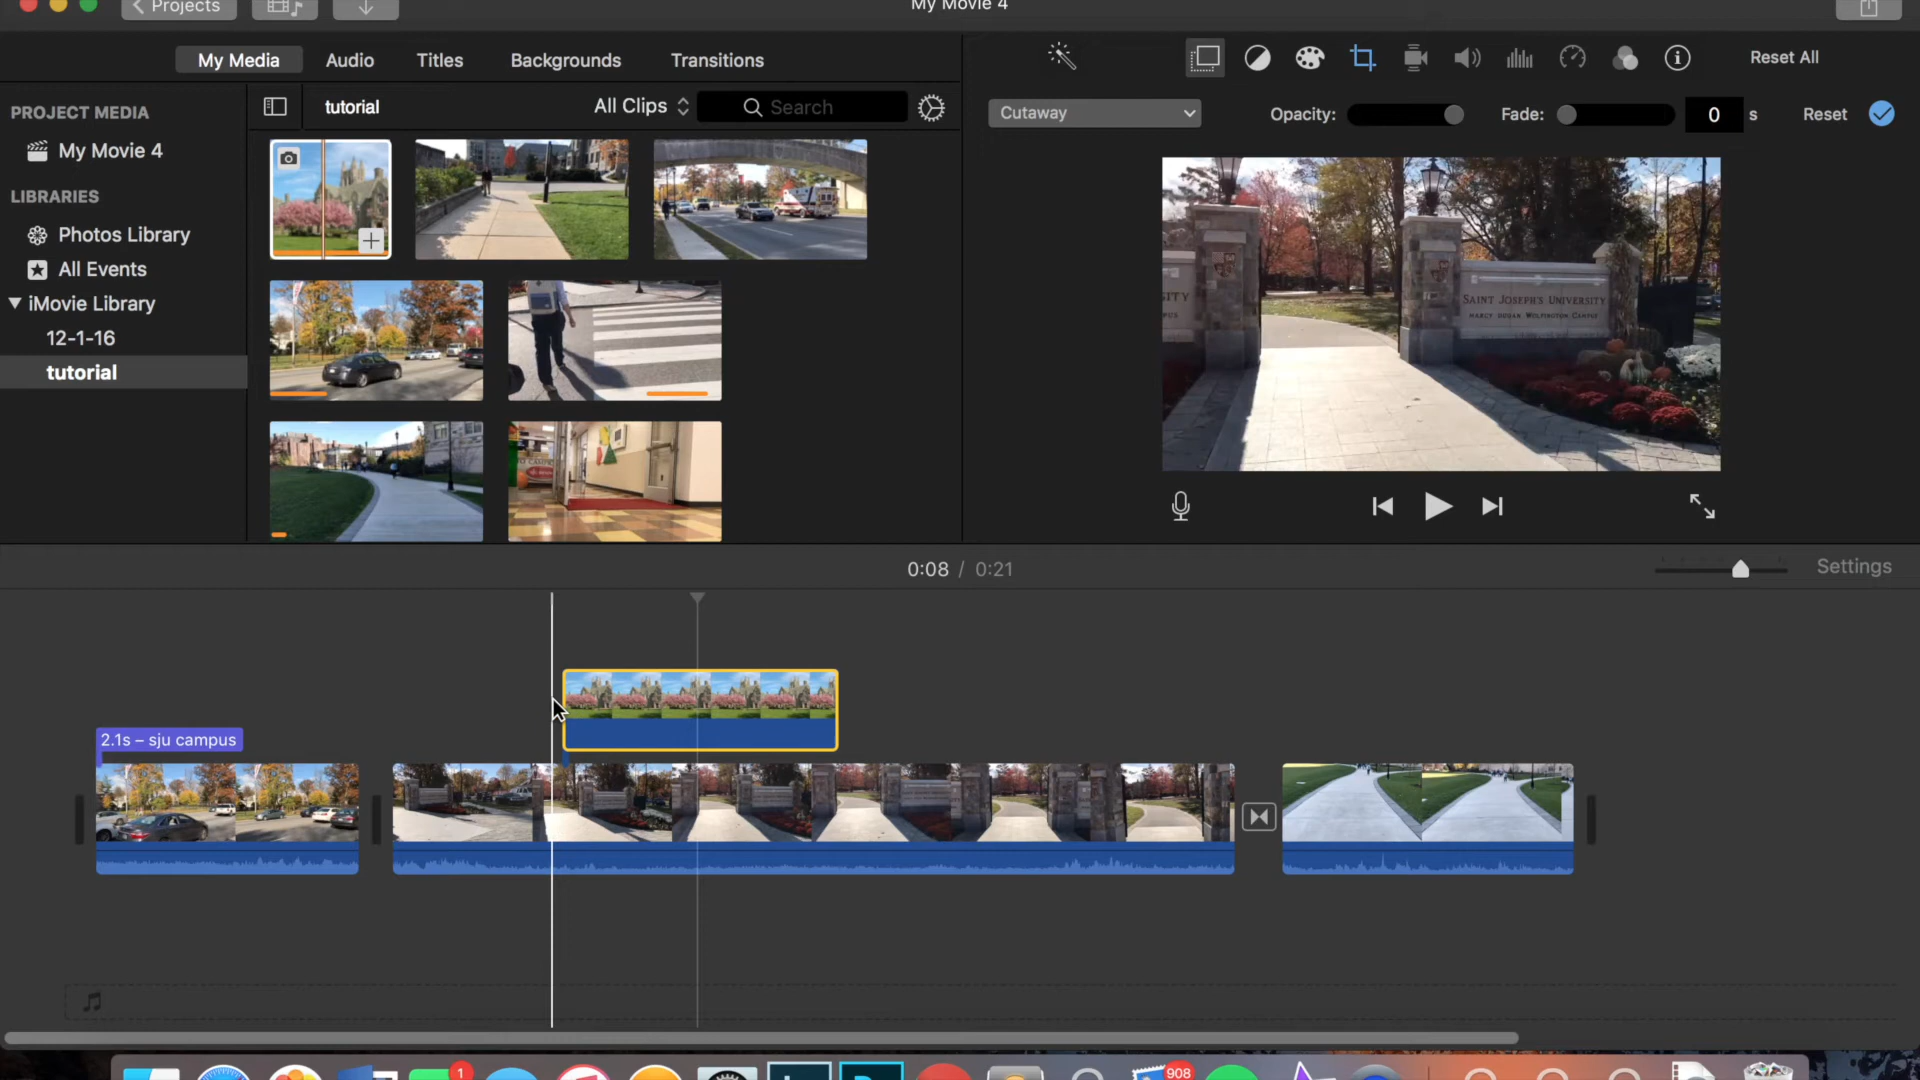 Projects
My Movie 4
My Media
Audio
Titles
Backgrounds
Transitions
Reset All
PROJECT MEDIA
My Movie 4
LIBRARIES
Photos Library
All Events
iMovie Library
12-1-16
tutorial
tutorial
All Clips
Search
Cutaway
Opacity:
Fade:
0
s
Reset
SAINT JOSEPH'S UNIVERSITY
0:08 / 0:21
Settings
2.1s – sju campus
1
908